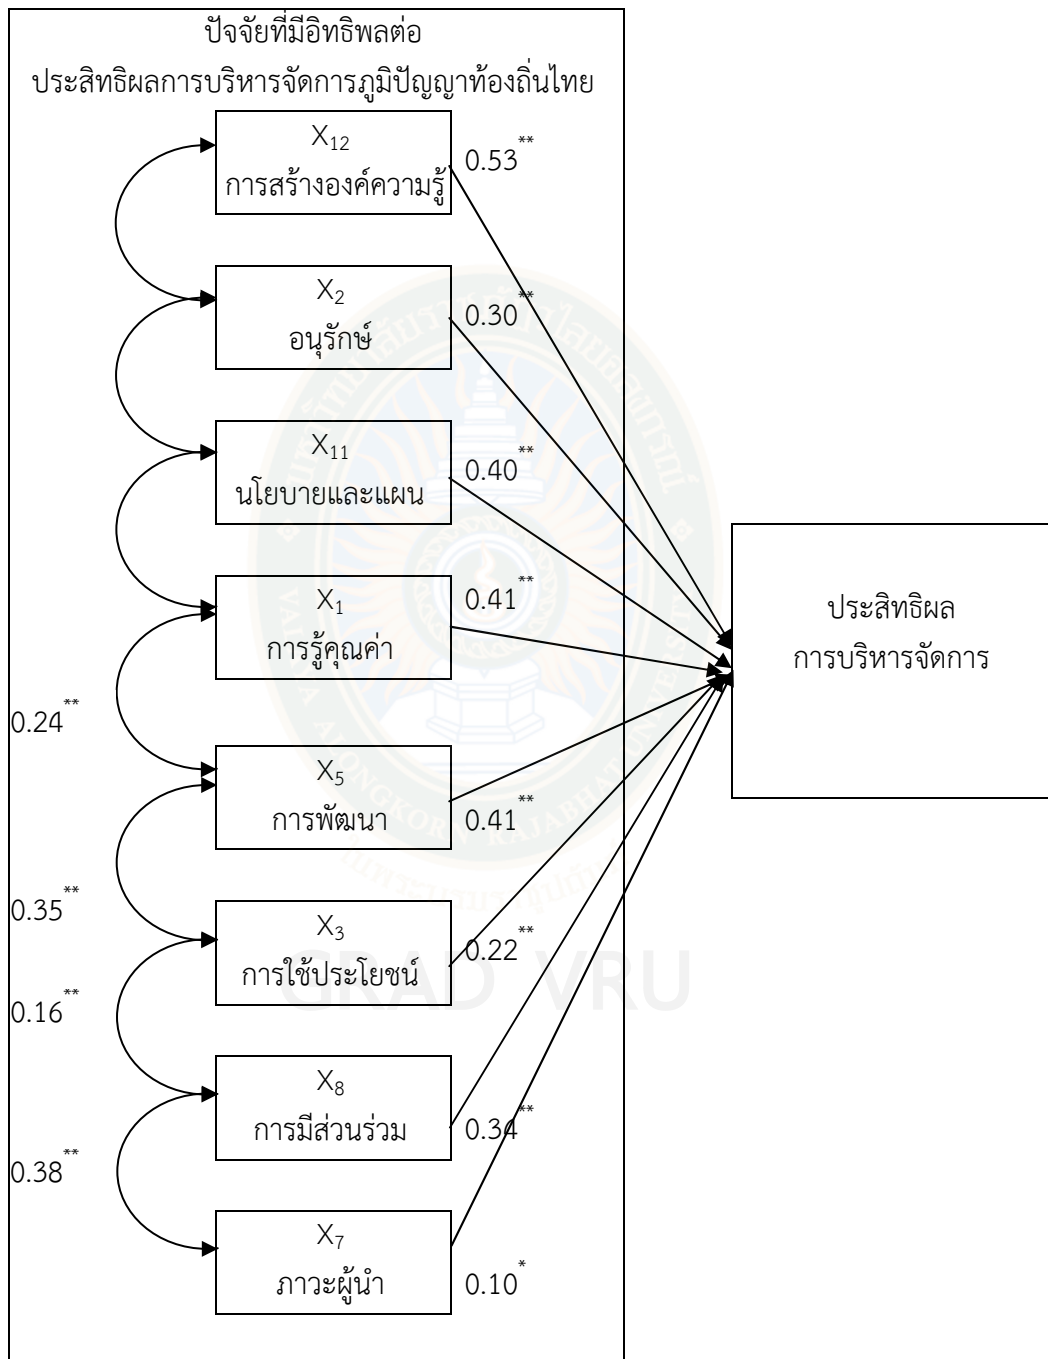 ปัจจัยที่มีอิทธิพลต่อ
ประสิทธิผลการบริหารจัดการภูมิปัญญาท้องถิ่นไทย
X12
การสร้างองค์ความรู้
0.53**
X2
อนุรักษ์
0.30**
X11
นโยบายและแผน
0.40**
X1
การรู้คุณค่า
0.41**
ประสิทธิผล
การบริหารจัดการ
0.24**
X5
การพัฒนา
0.41**
0.35**
X3
การใช้ประโยชน์
0.22**
GRAD VRU
0.16**
X8
การมีส่วนร่วม
0.34**
0.38**
X7
ภาวะผู้นำ
0.10*